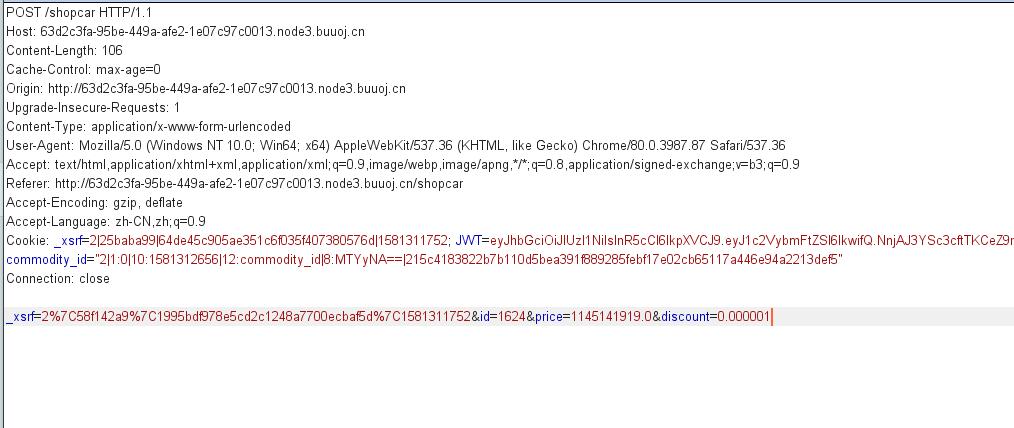 POST /shopcar HTTP/1.1
Host: 63d2c3fa-95be-449a-afe2-1e07c97c0013.node3.buuoj.cn
Content-Length: 106
Cache-Control: max-age=0
Origin: http://63d2c3fa-95be-449a-afe2-1e07c97c0013.node3.buuoj.cn
Upgrade-Insecure-Requests: 1
Content-Type: application/x-www-form-urlencoded
User-Agent: Mozilla/5.0 (Windows NT 10.0; Win64; x64) AppleWebKit/537.36 (KHTML, like Gecko) Chrome/80.0.3987.87 Safari/537.36
Accept: text/html,application/xhtml+xml,application/xml;q=0.9,image/webp,image/apng,*/*;q=0.8,application/signed-exchange;v=b3;q=0.9
Referer: http://63d2c3fa-95be-449a-afe2-1e07c97c0013.node3.buuoj.cn/shopcar
Accept-Encoding: gzip, deflate
Accept-Language: zh-CN,zh;q=0.9
Cookie: _xsrf=2|25baba99|64de45c905ae351c6f035f407380576d|1581311752; JWT=eyJhbGciOiJIUzI1NiIsInR5cCI6IkpXVCJ9.eyJ1c2VybmFtZSI6IkwifQ.NnjAJ3YSc3cftTKCeZ9n
commodity_id="2|1:0|10:1581312656|12:commodity_id|8:MTYyNA==|215c4183822b7b110d5bea391f889285febf17e02cb65117a446e94a2213def5"
Connection: close
_xsrf=2%7C58f142a9%7C1995bdf978e5cd2c1248a7700ecbaf5d%7C1581311752&id=1624&price=1145141919.0&discount=0.000001